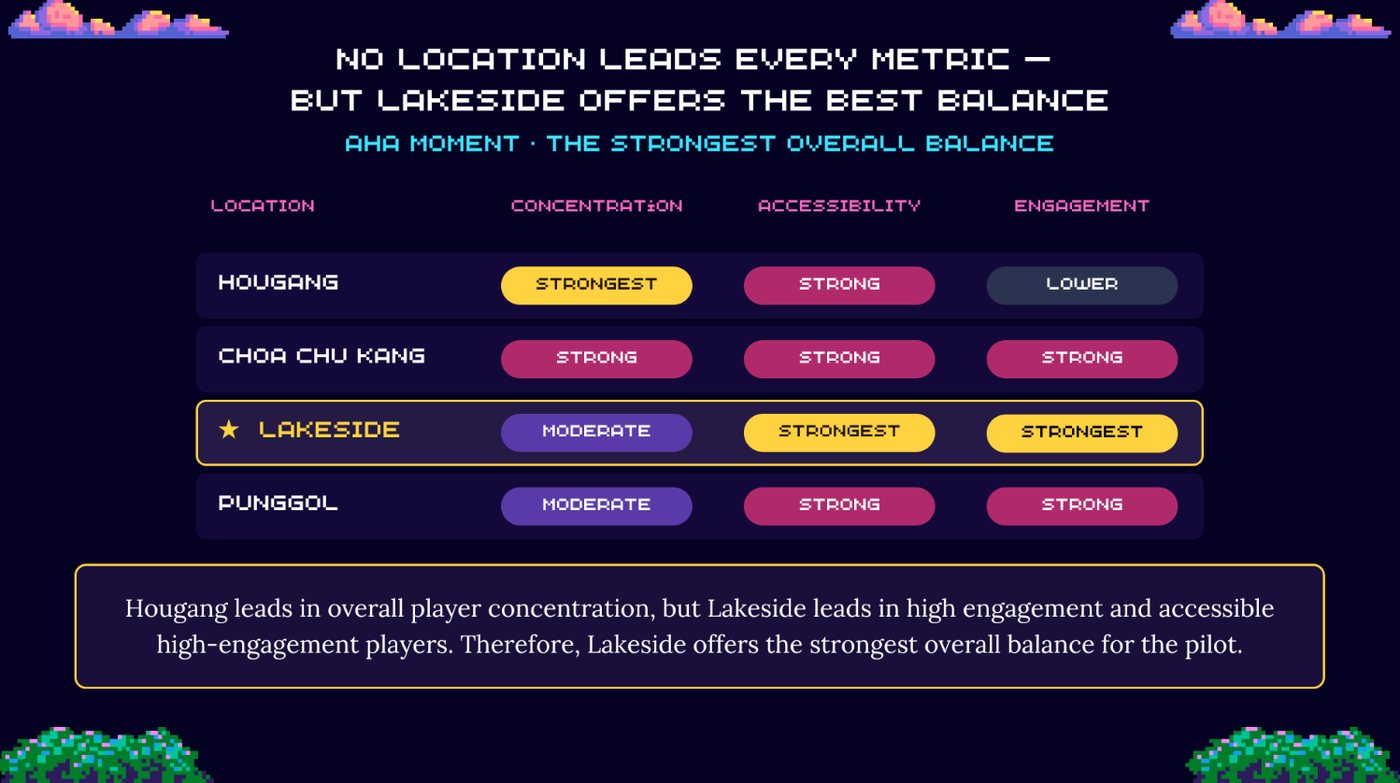 NO LOCATION LEADS EVERY METRIC —
BUT LAKESIDE OFFERS THE BEST BALANCE
AHA MOMENT · THE STRONGEST OVERALL BALANCE
LOCATION CONCENTRATION ACCESSIBILITY ENGAGEMENT
HOUGANG STRONGEST STRONG LOWER
CHOA CHU KANG STRONG STRONG STRONG
★ LAKESIDE MODERATE STRONGEST STRONGEST
PUNGGOL MODERATE STRONG STRONG
Hougang leads in overall player concentration, but Lakeside leads in high engagement and accessible
high-engagement players. Therefore, Lakeside offers the strongest overall balance for the pilot.